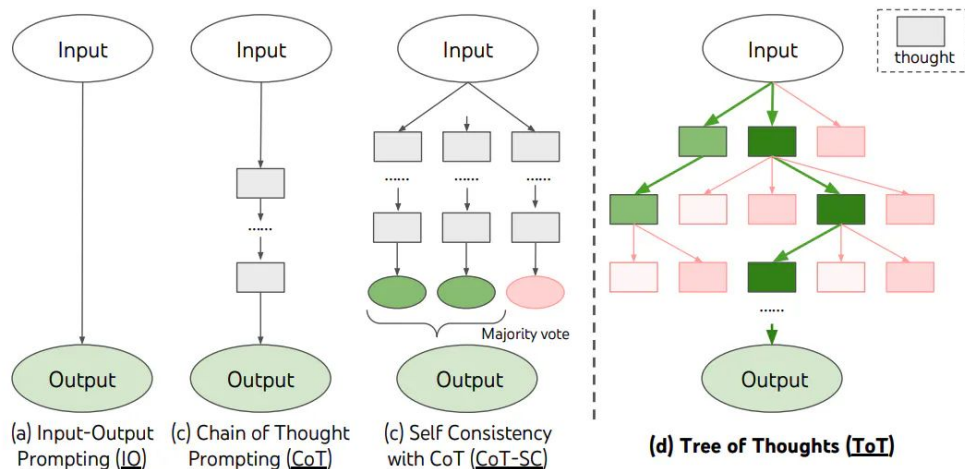 Input
Input
Input
Input
thought
......
......
......
......
......
Majority vote
Output
Output
Output
Output
(a) Input-Output
Prompting (IO)
(c) Chain of Thought
Prompting (CoT)
(c) Self Consistency
with CoT (CoT-SC)
(d) Tree of Thoughts (ToT)